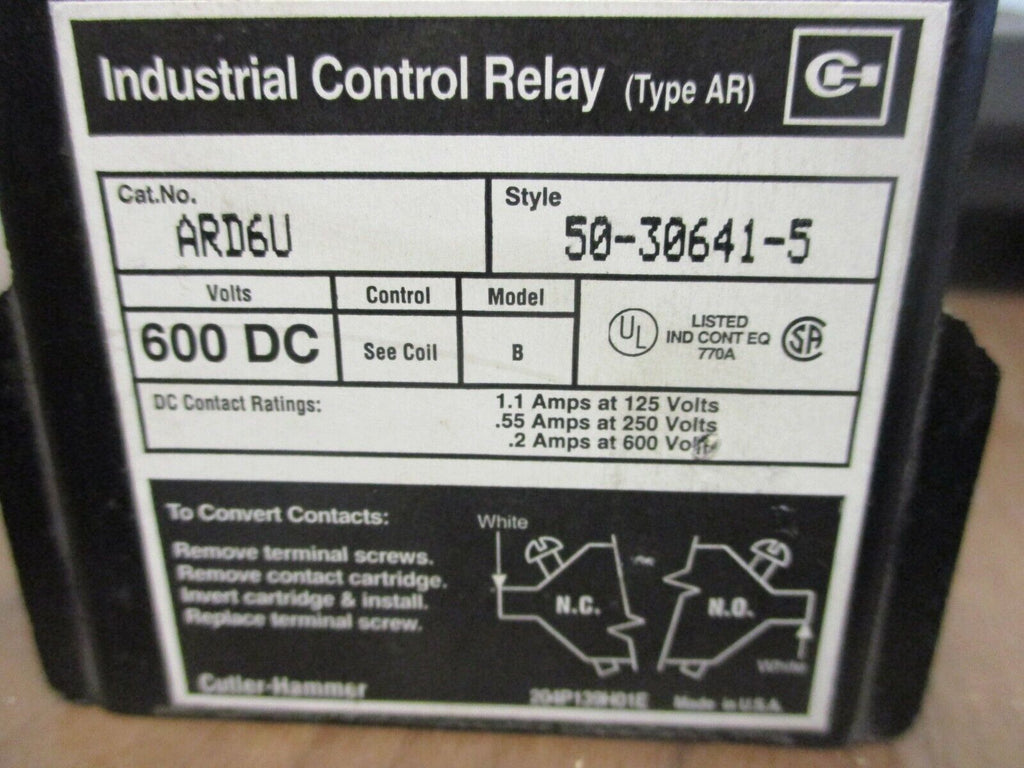 Industrial Control Relay (Type AR)
Cat.No.
ARD6U
Style
50-30641-5
Volts
600 DC
Control
See Coil
Model
B
UL
LISTED
IND CONT EQ
770A
SA
DC Contact Ratings:
1.1 Amps at 125 Volts
.55 Amps at 250 Volts
.2 Amps at 600 Volts
To Convert Contacts:
Remove terminal screws.
Remove contact cartridge.
Invert cartridge & install.
Replace terminal screw.
White
N.C.
N.O.
White
Cutler-Hammer
204P139H01E
Made in U.S.A.